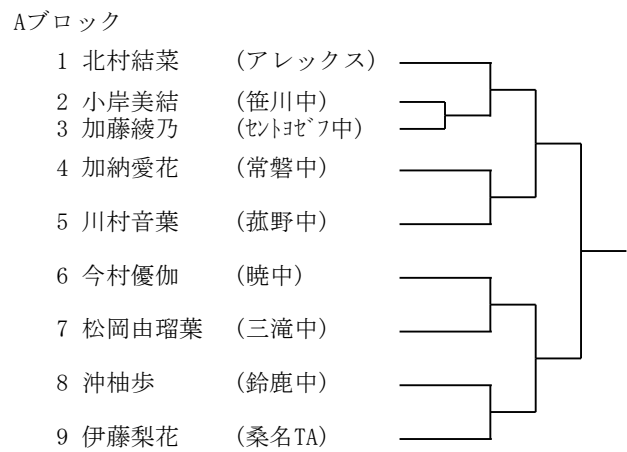 Aブロック
1 北村結菜 (アレックス)
2 小岸美結 (笹川中)
3 加藤綾乃 (ｾﾝﾄﾖｾﾞﾌ中)
4 加納愛花 (常磐中)
5 川村音葉 (菰野中)
6 今村優伽 (暁中)
7 松岡由瑠葉 (三滝中)
8 沖柚歩 (鈴鹿中)
9 伊藤梨花 (桑名TA)